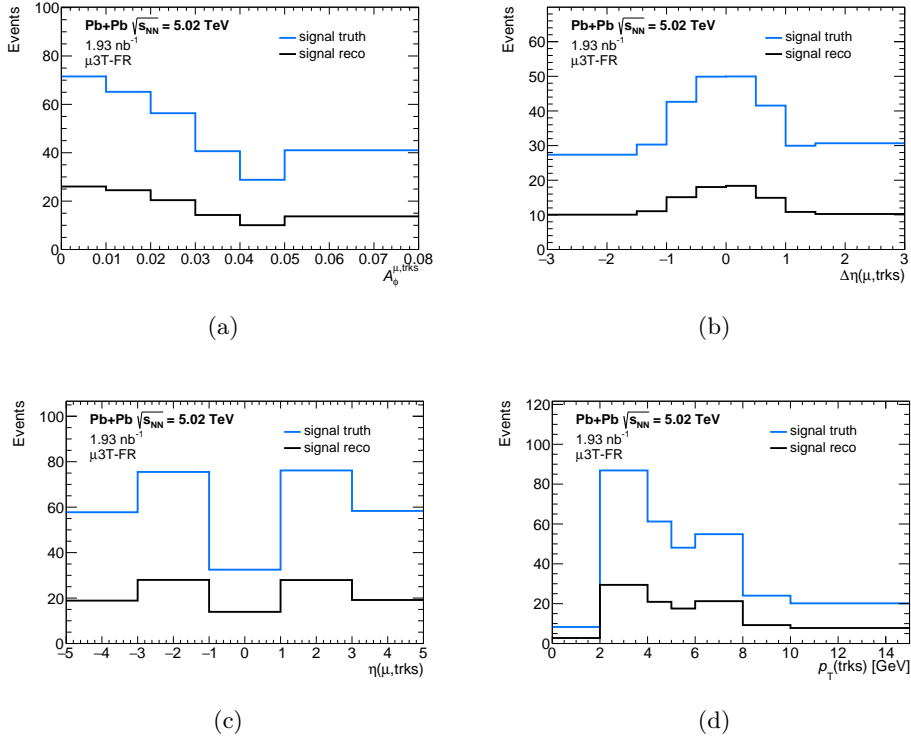 Events
100
80
60
40
20
0
Pb+Pb √s_NN = 5.02 TeV
1.93 nb⁻¹
μ3T-FR
signal truth
signal reco
0 0.01 0.02 0.03 0.04 0.05 0.06 0.07 0.08
A_ϕ^μ,trks
(a)
Events
70
60
50
40
30
20
10
0
Pb+Pb √s_NN = 5.02 TeV
1.93 nb⁻¹
μ3T-FR
signal truth
signal reco
−3 −2 −1 0 1 2 3
Δη(μ,trks)
(b)
Events
100
80
60
40
20
0
Pb+Pb √s_NN = 5.02 TeV
1.93 nb⁻¹
μ3T-FR
signal truth
signal reco
−5 −4 −3 −2 −1 0 1 2 3 4 5
η(μ,trks)
(c)
Events
120
100
80
60
40
20
0
Pb+Pb √s_NN = 5.02 TeV
1.93 nb⁻¹
μ3T-FR
signal truth
signal reco
0 2 4 6 8 10 12 14
p_T(trks) [GeV]
(d)